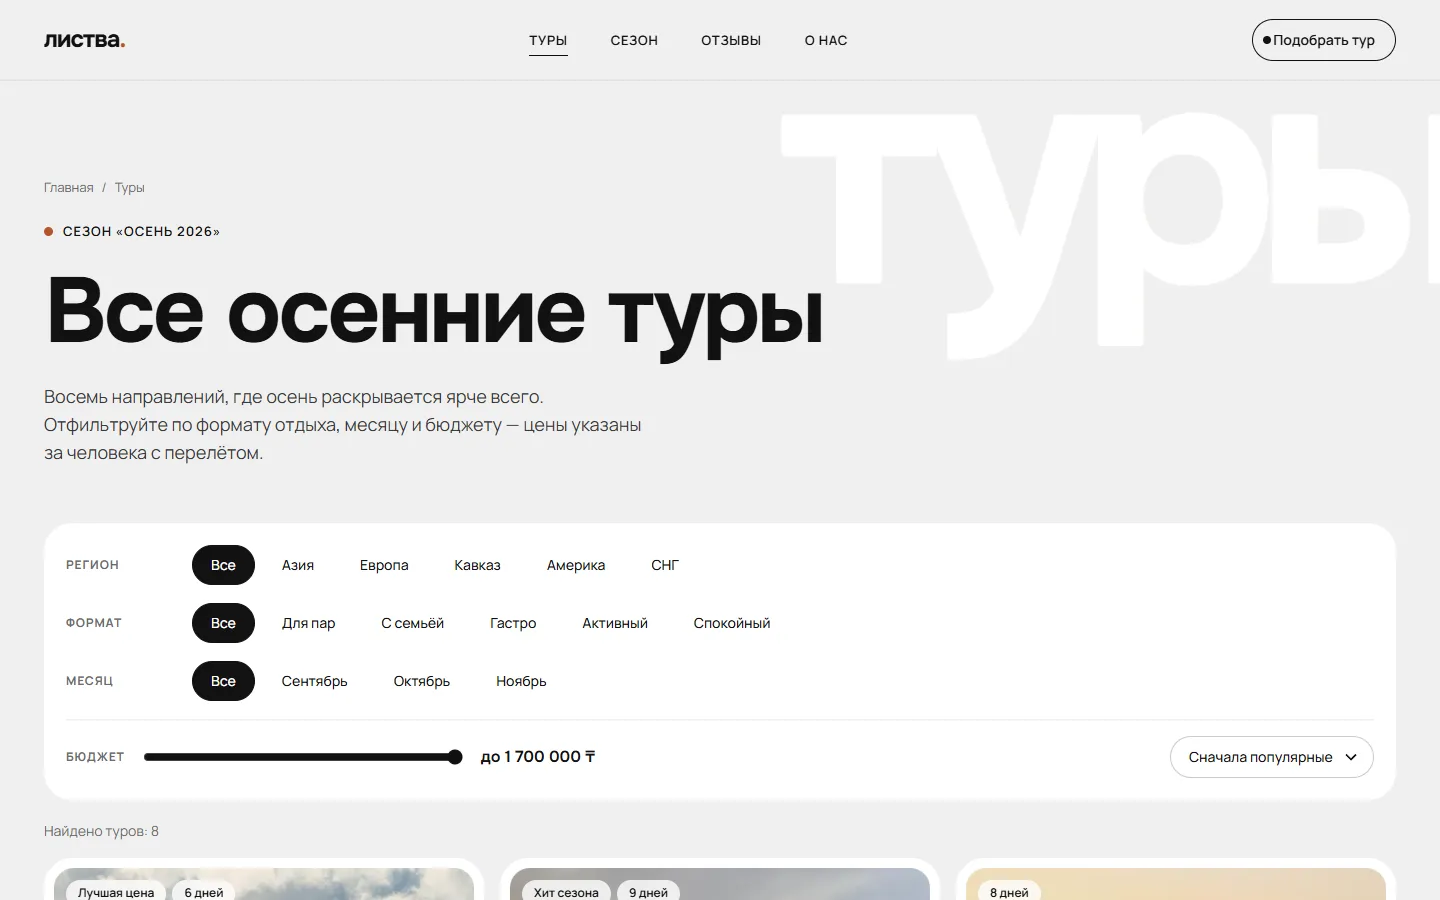 листва.
ТУРЫ
СЕЗОН
ОТЗЫВЫ
О НАС
Подобрать тур
туры
Главная / Туры
СЕЗОН «ОСЕНЬ 2026»
Все осенние туры
Восемь направлений, где осень раскрывается ярче всего.
Отфильтруйте по формату отдыха, месяцу и бюджету — цены указаны
за человека с перелётом.
РЕГИОН Все Азия Европа Кавказ Америка СНГ
ФОРМАТ Все Для пар С семьёй Гастро Активный Спокойный
МЕСЯЦ Все Сентябрь Октябрь Ноябрь
БЮДЖЕТ до 1 700 000 ₸ Сначала популярные
Найдено туров: 8
Лучшая цена 6 дней
Хит сезона 9 дней
8 дней